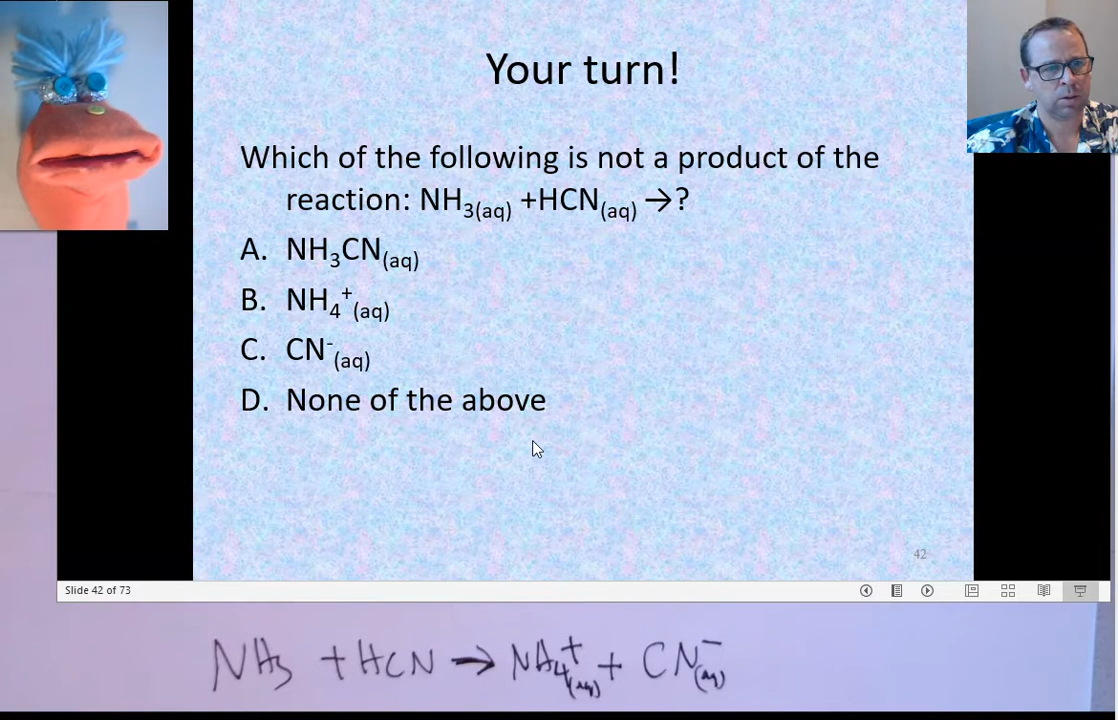 Your turn!
Which of the following is not a product of the
reaction: NH₃₍aq₎ +HCN₍aq₎ →?
A. NH₃CN(aq)
B. NH₄⁺(aq)
C. CN⁻(aq)
D. None of the above
42
Slide 42 of 73
NH₃ + HCN → NH₄⁺(aq) + CN⁻(aq)